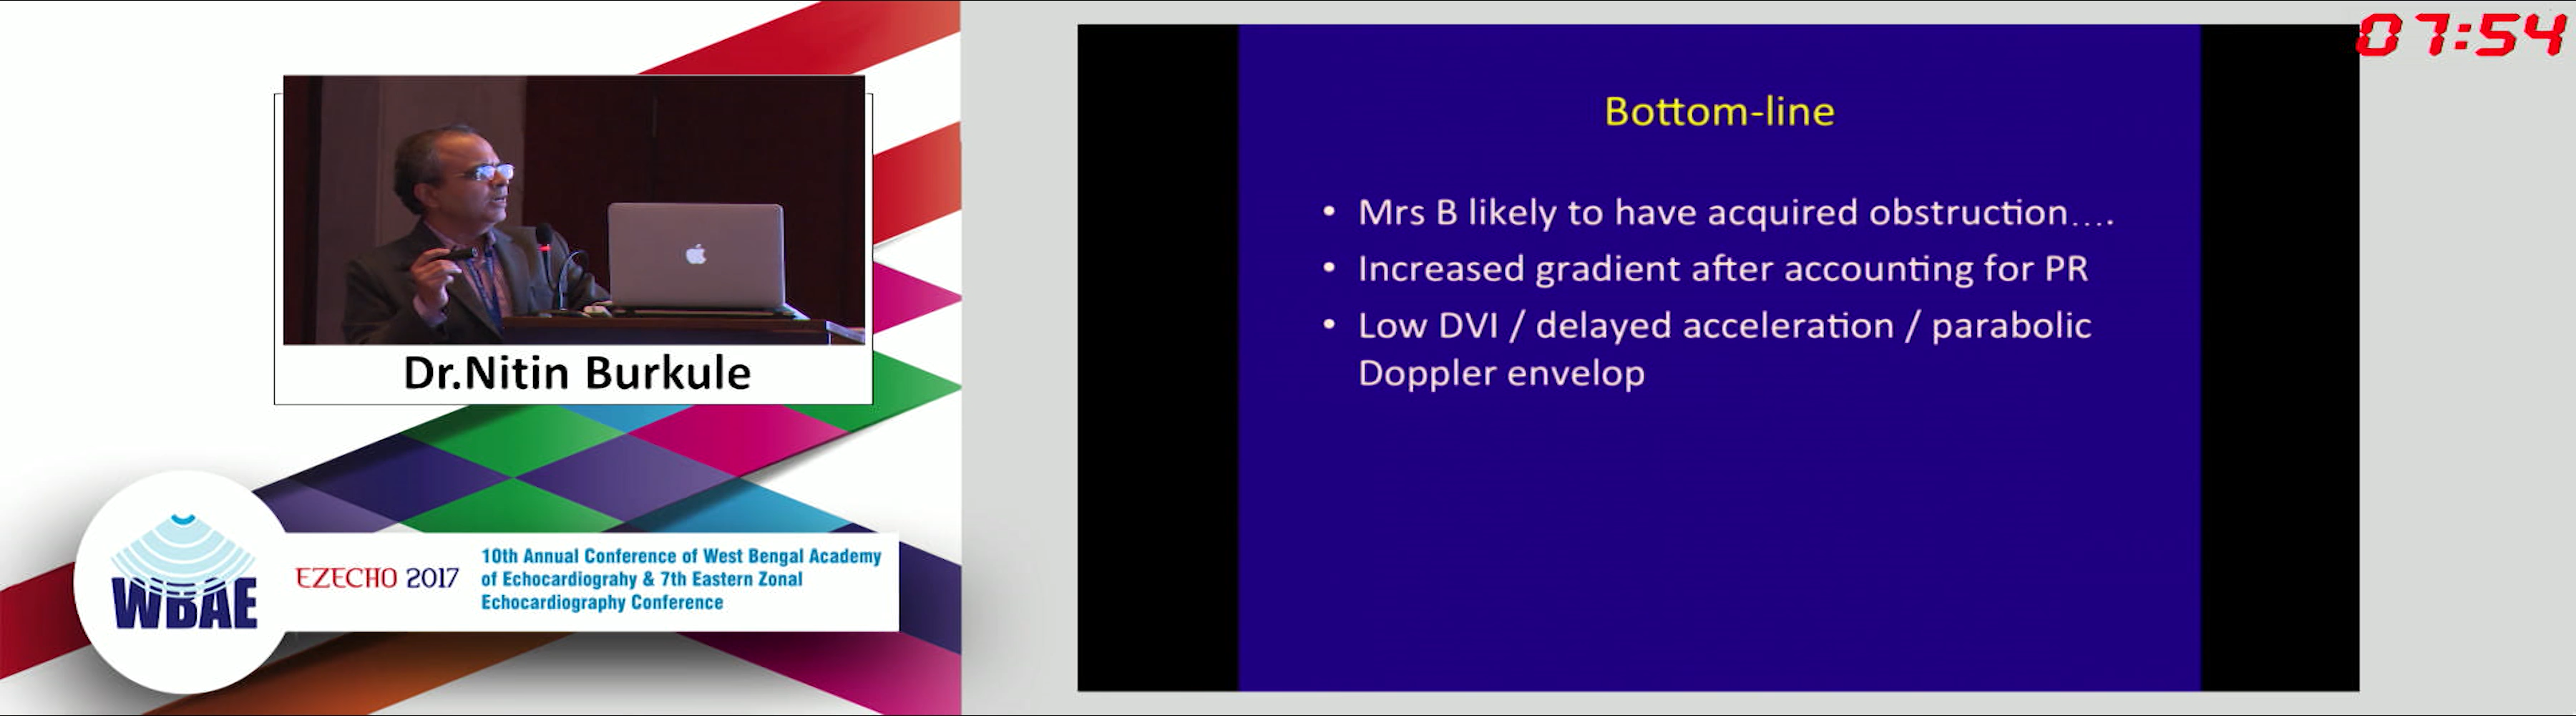 07:54
Dr.Nitin Burkule
WBAE
EZECHO 2017
10th Annual Conference of West Bengal Academy
of Echocardiograhy & 7th Eastern Zonal
Echocardiography Conference
Bottom-line
• Mrs B likely to have acquired obstruction....
• Increased gradient after accounting for PR
• Low DVI / delayed acceleration / parabolic
Doppler envelop